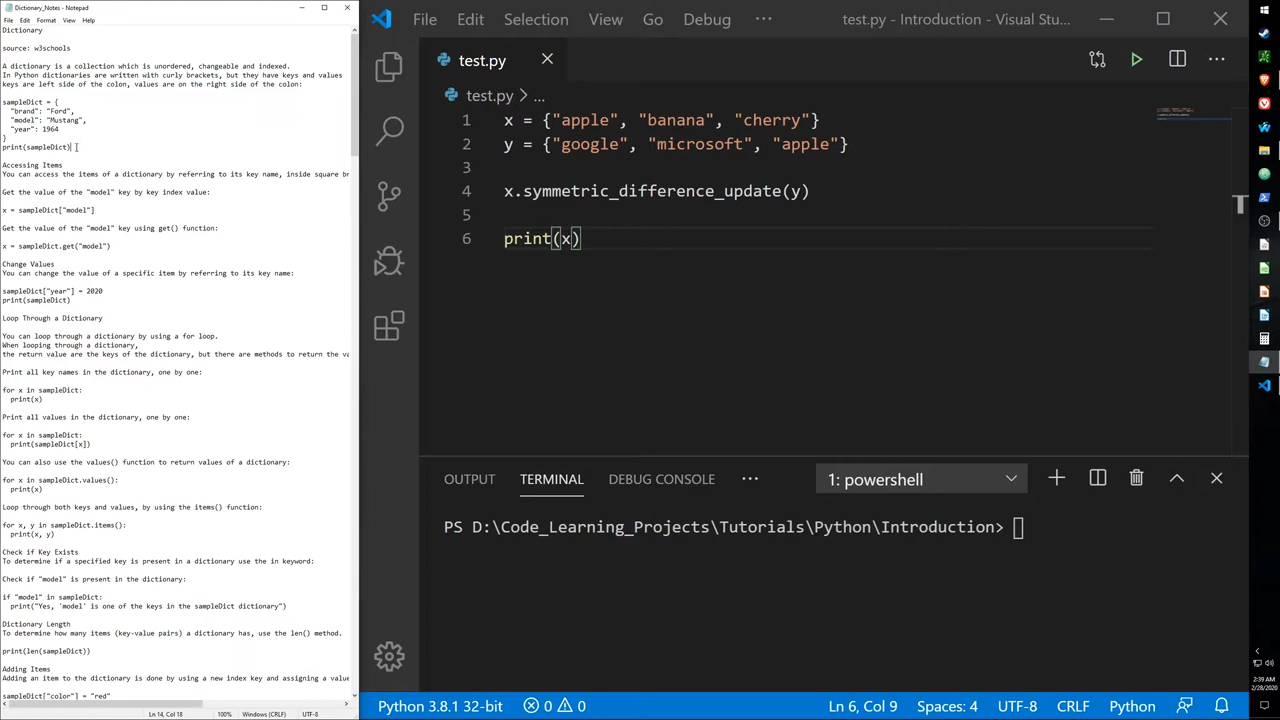 Dictionary_Notes - Notepad
File Edit Format View Help
Dictionary
source: w3schools
A dictionary is a collection which is unordered, changeable and indexed.
In Python dictionaries are written with curly brackets, but they have keys and values
keys are left side of the colon, values are on the right side of the colon:
sampleDict = {
"brand": "Ford",
"model": "Mustang",
"year": 1964
}
print(sampleDict)
Accessing Items
You can access the items of a dictionary by referring to its key name, inside square br
Get the value of the "model" key by key index value:
x = sampleDict["model"]
Get the value of the "model" key using get() function:
x = sampleDict.get("model")
Change Values
You can change the value of a specific item by referring to its key name:
sampleDict["year"] = 2020
print(sampleDict)
Loop Through a Dictionary
You can loop through a dictionary by using a for loop.
When looping through a dictionary,
the return value are the keys of the dictionary, but there are methods to return the va
Print all key names in the dictionary, one by one:
for x in sampleDict:
print(x)
Print all values in the dictionary, one by one:
for x in sampleDict:
print(sampleDict[x])
You can also use the values() function to return values of a dictionary:
for x in sampleDict.values():
print(x)
Loop through both keys and values, by using the items() function:
for x, y in sampleDict.items():
print(x, y)
Check if Key Exists
To determine if a specified key is present in a dictionary use the in keyword:
Check if "model" is present in the dictionary:
if "model" in sampleDict:
print("Yes, 'model' is one of the keys in the sampleDict dictionary")
Dictionary Length
To determine how many items (key-value pairs) a dictionary has, use the len() method.
print(len(sampleDict))
Adding Items
Adding an item to the dictionary is done by using a new index key and assigning a value
sampleDict["color"] = "red"
Ln 14, Col 18 100% Windows (CRLF) UTF-8
File Edit Selection View Go Debug ··· test.py - Introduction - Visual Stu...
test.py
test.py > ...
1 x = {"apple", "banana", "cherry"}
2 y = {"google", "microsoft", "apple"}
3
4 x.symmetric_difference_update(y)
5
6 print(x)
OUTPUT TERMINAL DEBUG CONSOLE ··· 1: powershell
PS D:\Code_Learning_Projects\Tutorials\Python\Introduction>
Python 3.8.1 32-bit 0 0 Ln 6, Col 9 Spaces: 4 UTF-8 CRLF Python
2:39 AM
2/28/2020